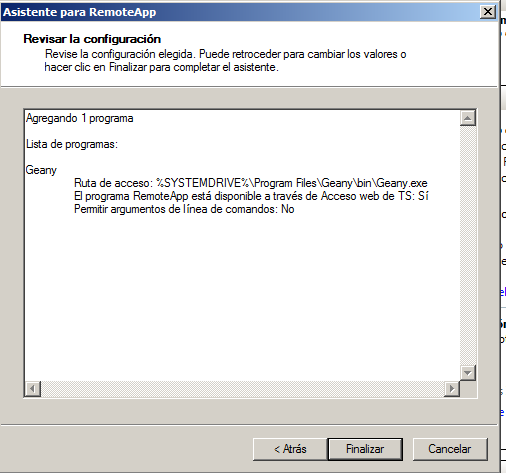 Asistente para RemoteApp
Revisar la configuración
Revise la configuración elegida. Puede retroceder para cambiar los valores o
hacer clic en Finalizar para completar el asistente.
Agregando 1 programa
Lista de programas:
Geany
Ruta de acceso: %SYSTEMDRIVE%\Program Files\Geany\bin\Geany.exe
El programa RemoteApp está disponible a través de Acceso web de TS: Sí
Permitir argumentos de línea de comandos: No
< Atrás
Finalizar
Cancelar